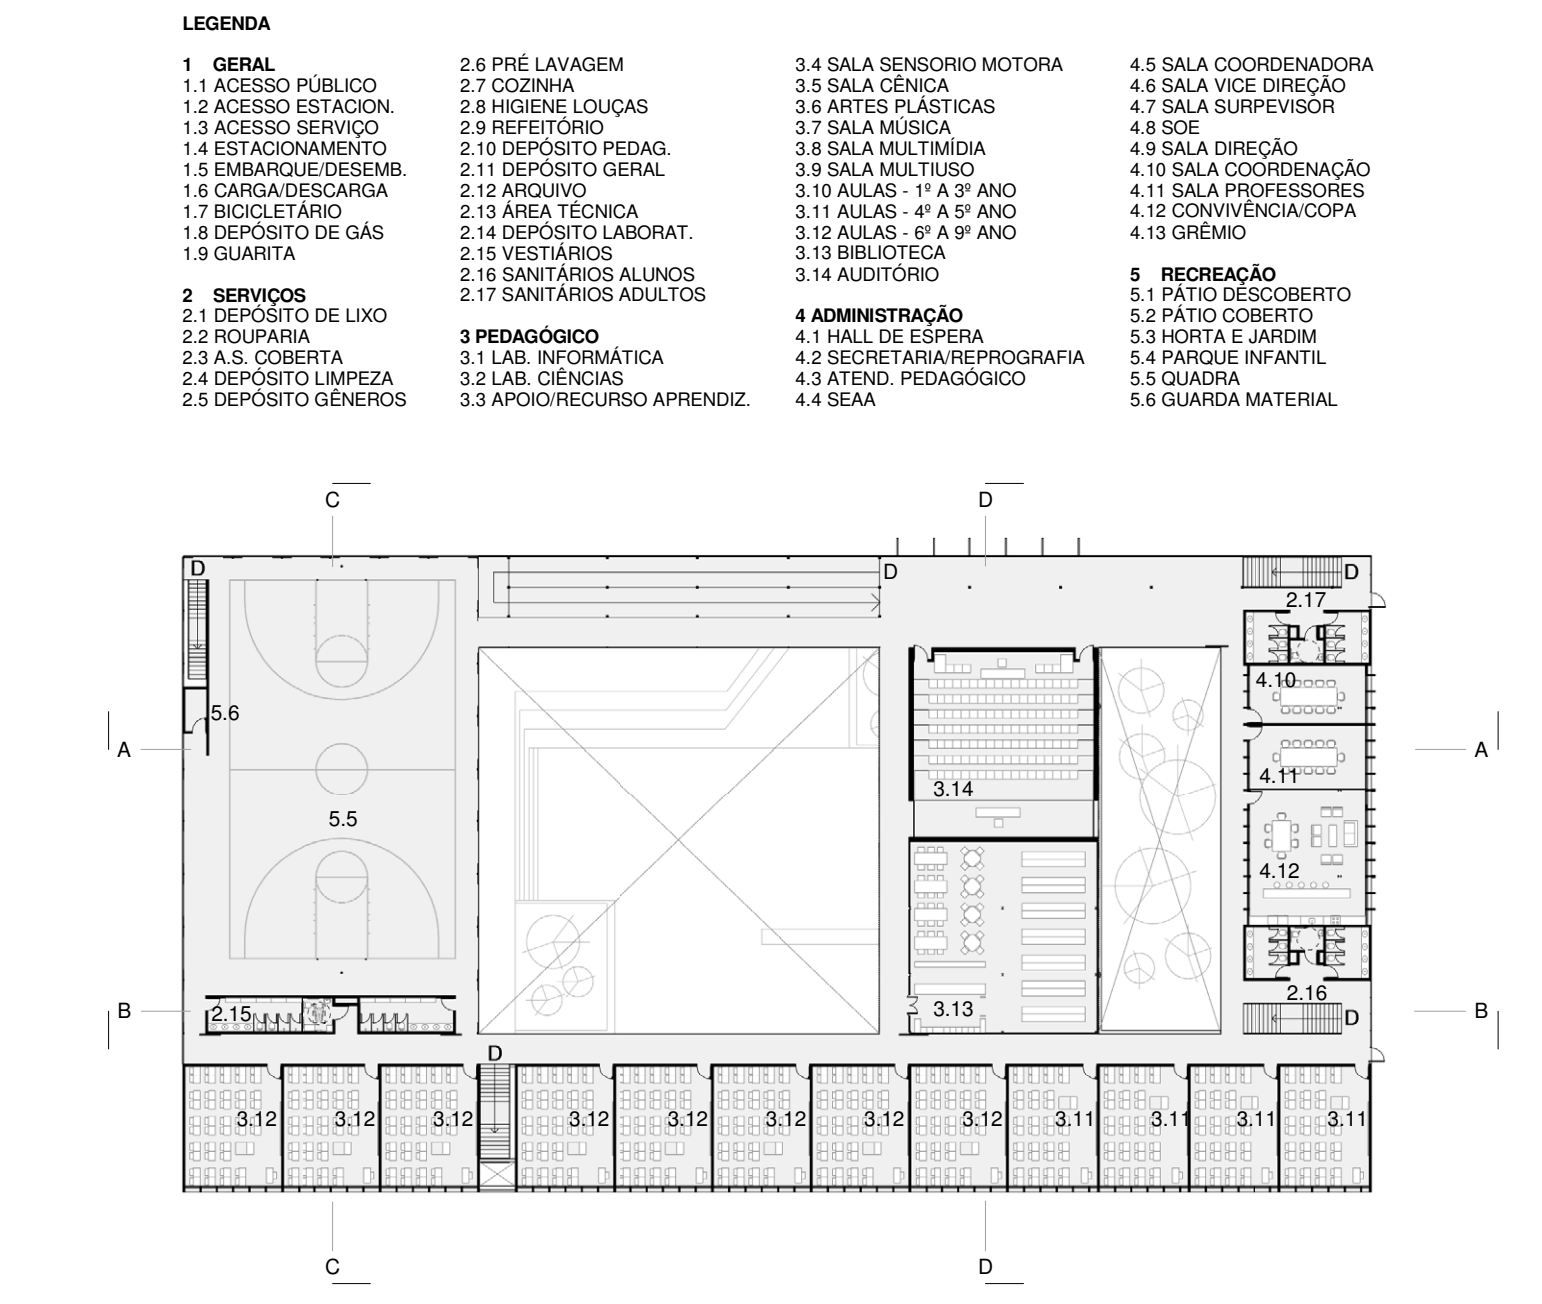 LEGENDA
1 GERAL
1.1 ACESSO PÚBLICO
1.2 ACESSO ESTACION.
1.3 ACESSO SERVIÇO
1.4 ESTACIONAMENTO
1.5 EMBARQUE/DESEMB.
1.6 CARGA/DESCARGA
1.7 BICICLETÁRIO
1.8 DEPÓSITO DE GÁS
1.9 GUARITA
2 SERVIÇOS
2.1 DEPÓSITO DE LIXO
2.2 ROUPARIA
2.3 A.S. COBERTA
2.4 DEPÓSITO LIMPEZA
2.5 DEPÓSITO GÊNEROS
2.6 PRÉ LAVAGEM
2.7 COZINHA
2.8 HIGIENE LOUÇAS
2.9 REFEITÓRIO
2.10 DEPÓSITO PEDAG.
2.11 DEPÓSITO GERAL
2.12 ARQUIVO
2.13 ÁREA TÉCNICA
2.14 DEPÓSITO LABORAT.
2.15 VESTIÁRIOS
2.16 SANITÁRIOS ALUNOS
2.17 SANITÁRIOS ADULTOS
3 PEDAGÓGICO
3.1 LAB. INFORMÁTICA
3.2 LAB. CIÊNCIAS
3.3 APOIO/RECURSO APRENDIZ.
3.4 SALA SENSORIO MOTORA
3.5 SALA CÊNICA
3.6 ARTES PLÁSTICAS
3.7 SALA MÚSICA
3.8 SALA MULTIMÍDIA
3.9 SALA MULTIUSO
3.10 AULAS - 1º A 3º ANO
3.11 AULAS - 4º A 5º ANO
3.12 AULAS - 6º A 9º ANO
3.13 BIBLIOTECA
3.14 AUDITÓRIO
4 ADMINISTRAÇÃO
4.1 HALL DE ESPERA
4.2 SECRETARIA/REPROGRAFIA
4.3 ATEND. PEDAGÓGICO
4.4 SEAA
4.5 SALA COORDENADORA
4.6 SALA VICE DIREÇÃO
4.7 SALA SURPEVISOR
4.8 SOE
4.9 SALA DIREÇÃO
4.10 SALA COORDENAÇÃO
4.11 SALA PROFESSORES
4.12 CONVIVÊNCIA/COPA
4.13 GRÊMIO
5 RECREAÇÃO
5.1 PÁTIO DESCOBERTO
5.2 PÁTIO COBERTO
5.3 HORTA E JARDIM
5.4 PARQUE INFANTIL
5.5 QUADRA
5.6 GUARDA MATERIAL
C D
D D D
2.17
4.10
5.6
A A
4.11
3.14
5.5
4.12
2.16
B 2.15 3.13 D B
D
3.12 3.12 3.12 3.12 3.12 3.12 3.12 3.12 3.11 3.11 3.11 3.11
C D